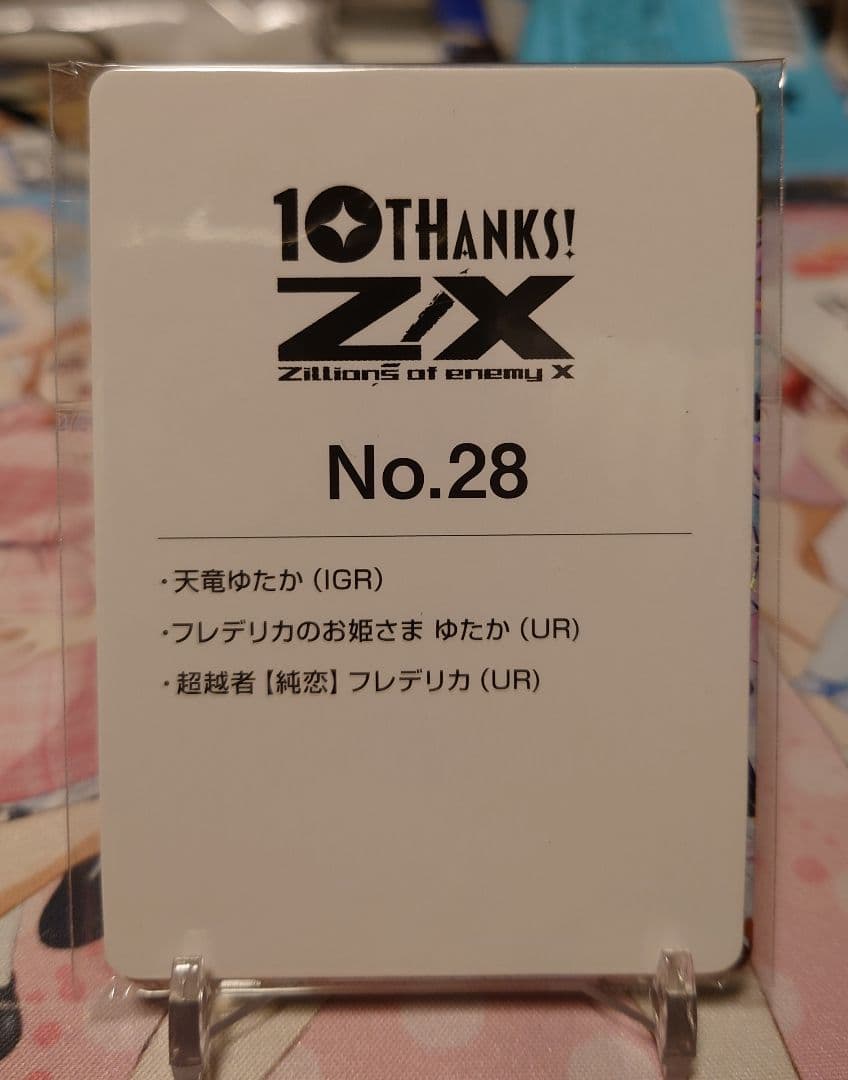 10THANKS!
Z/X
Zillions of enemy X
No.28
・天竜ゆたか（IGR）
・フレデリカのお姫さま ゆたか（UR）
・超越者【純恋】フレデリカ（UR）